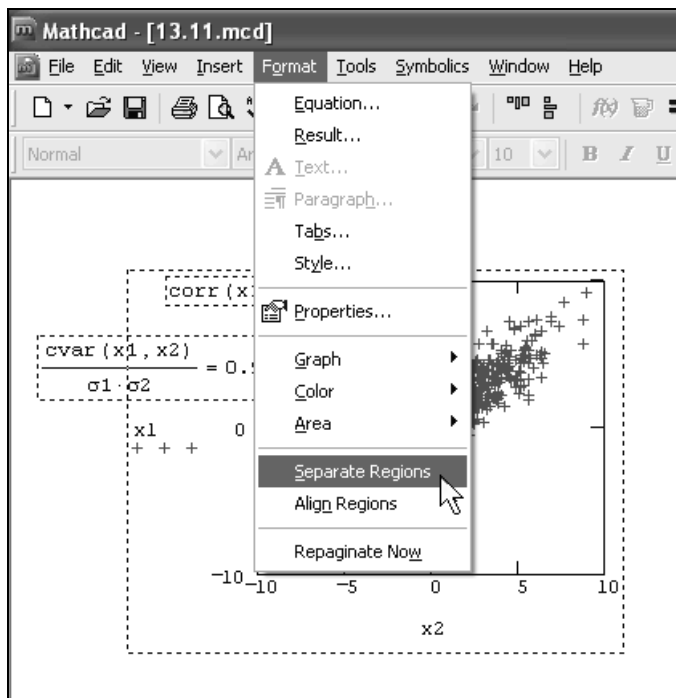 Mathcad - [13.11.mcd]
File Edit View Insert Format Tools Symbolics Window Help
Normal Ar 10 B I U
Equation...
Result...
Text...
Paragraph...
Tabs...
Style...
Properties...
Graph
Color
Area
Separate Regions
Align Regions
Repaginate Now
corr (x
cvar (x1 , x2)
σ1 · σ2
= 0.
x1 0
−10
−10 −5 0 5 10
x2